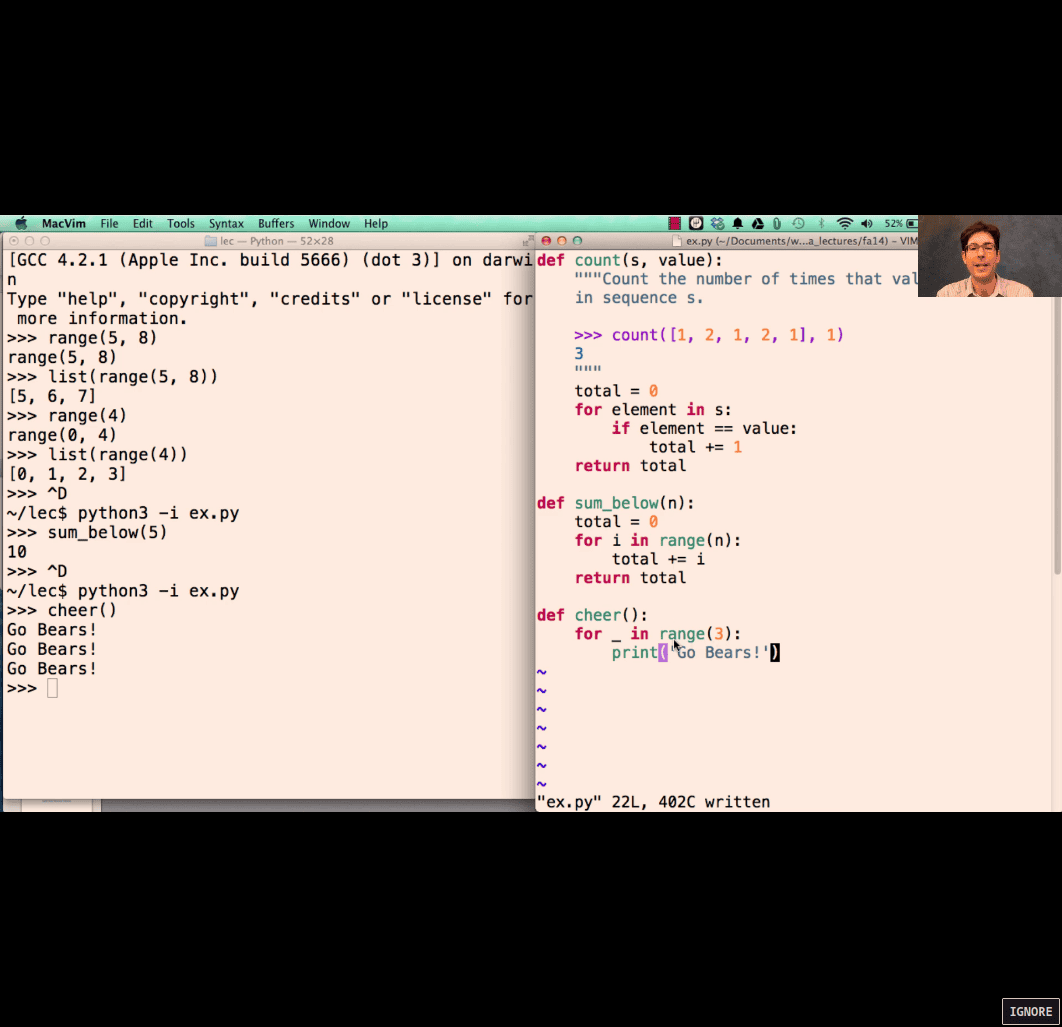 MacVim File Edit Tools Syntax Buffers Window Help 52%
lec — Python — 52×28
[GCC 4.2.1 (Apple Inc. build 5666) (dot 3)] on darwi
n
Type "help", "copyright", "credits" or "license" for
 more information.
>>> range(5, 8)
range(5, 8)
>>> list(range(5, 8))
[5, 6, 7]
>>> range(4)
range(0, 4)
>>> list(range(4))
[0, 1, 2, 3]
>>> ^D
~/lec$ python3 -i ex.py
>>> sum_below(5)
10
>>> ^D
~/lec$ python3 -i ex.py
>>> cheer()
Go Bears!
Go Bears!
Go Bears!
>>>
ex.py (~/Documents/w...a_lectures/fa14) – VIM
def count(s, value):
    """Count the number of times that val
    in sequence s.

    >>> count([1, 2, 1, 2, 1], 1)
    3
    """
    total = 0
    for element in s:
        if element == value:
            total += 1
    return total

def sum_below(n):
    total = 0
    for i in range(n):
        total += i
    return total

def cheer():
    for _ in range(3):
        print('Go Bears!')
~
~
~
~
~
~
~
"ex.py" 22L, 402C written
IGNORE